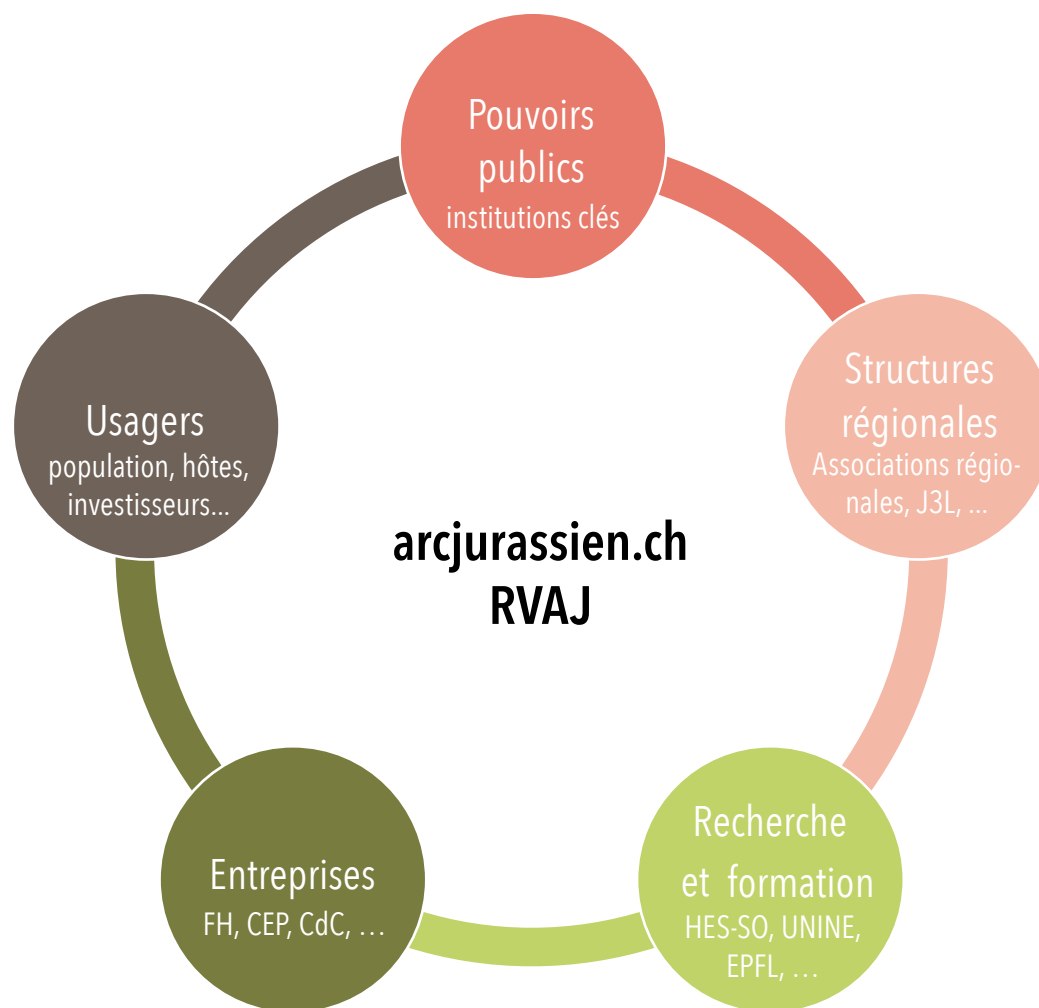 Pouvoirs
publics
institutions clés
Structures
régionales
Associations régio-
nales, J3L, ...
Recherche
et formation
HES-SO, UNINE,
EPFL, ...
Entreprises
FH, CEP, CdC, ...
Usagers
population, hôtes,
investisseurs...
arcjurassien.ch
RVAJ